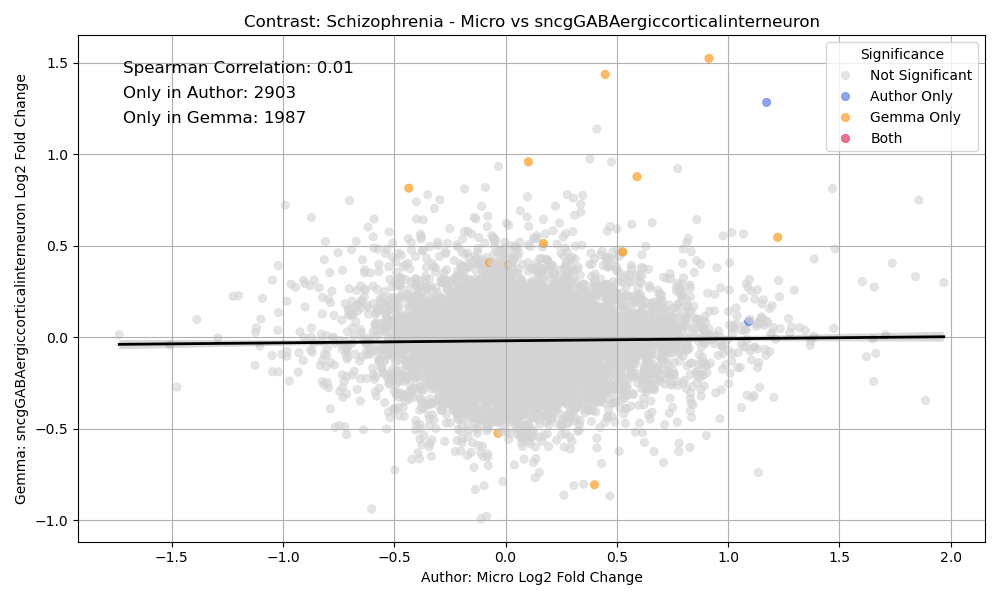 Contrast: Schizophrenia - Micro vs sncgGABAergiccorticalinterneuron
Spearman Correlation: 0.01
Only in Author: 2903
Only in Gemma: 1987
Significance
Not Significant
Author Only
Gemma Only
Both
Gemma: sncgGABAergiccorticalinterneuron Log2 Fold Change
1.5
1.0
0.5
0.0
−0.5
−1.0
−1.5 −1.0 −0.5 0.0 0.5 1.0 1.5 2.0
Author: Micro Log2 Fold Change